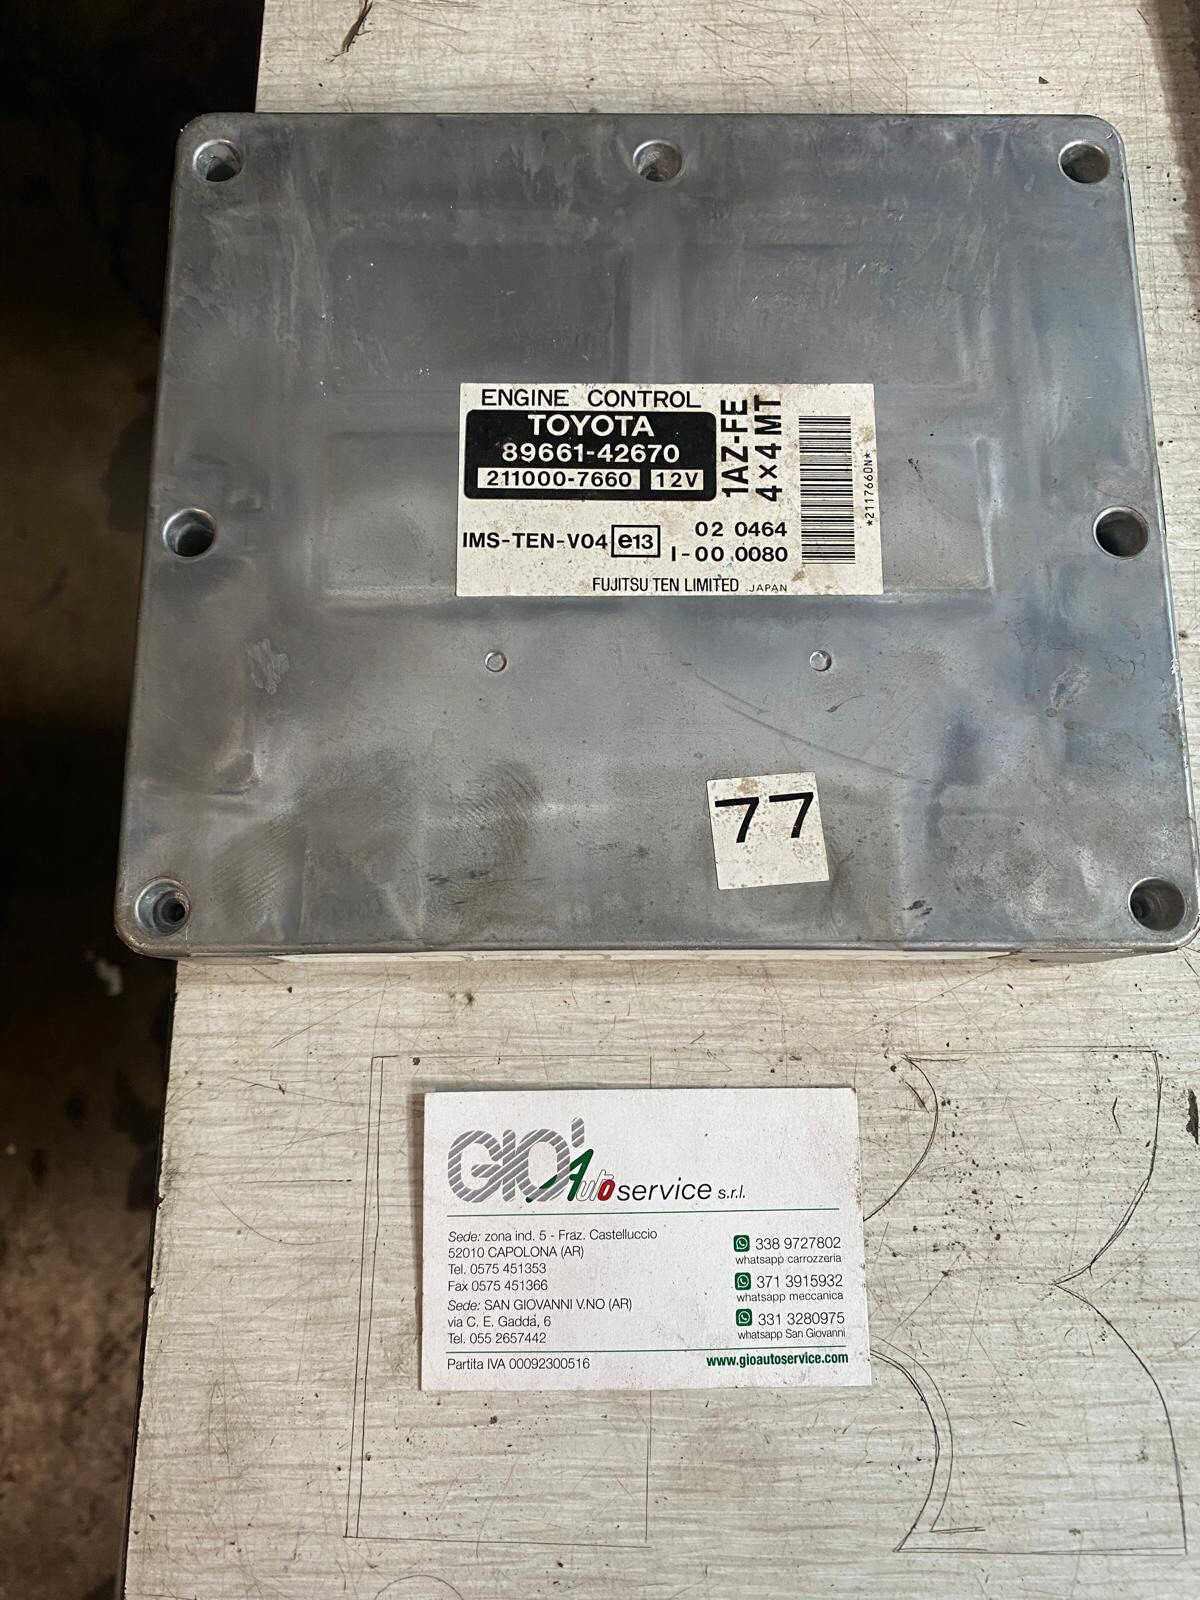 ENGINE CONTROL
TOYOTA
89661-42670
211000-7660 12V
1AZ-FE
4×4MT
*2117660N*
IMS-TEN-V04 e13 02 0464
I-00 0080
FUJITSU TEN LIMITED JAPAN
77
GIO' Auto service s.r.l.
Sede: zona ind. 5 - Fraz. Castelluccio
52010 CAPOLONA (AR)
Tel. 0575 451353
Fax 0575 451366
Sede: SAN GIOVANNI V.NO (AR)
via C. E. Gadda, 6
Tel. 055 2657442
338 9727802
whatsapp carrozzeria
371 3915932
whatsapp meccanica
331 3280975
whatsapp San Giovanni
Partita IVA 00092300516
www.gioautoservice.com